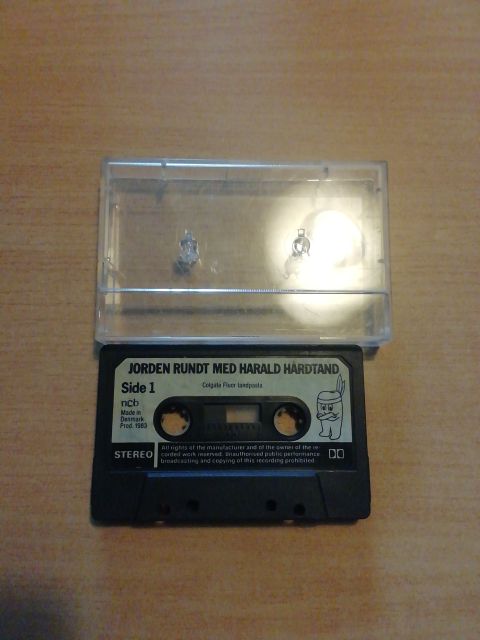 JORDEN RUNDT MED HARALD HÅRDTAND
Side 1
Colgate Fluor tandpasta
ncb
Made in
Denmark
Prod. 1983
STEREO
All rights of the manufacturer and of the owner of the re-
corded work reserved. Unauthorised public performance
broadcasting and copying of this recording prohibited.